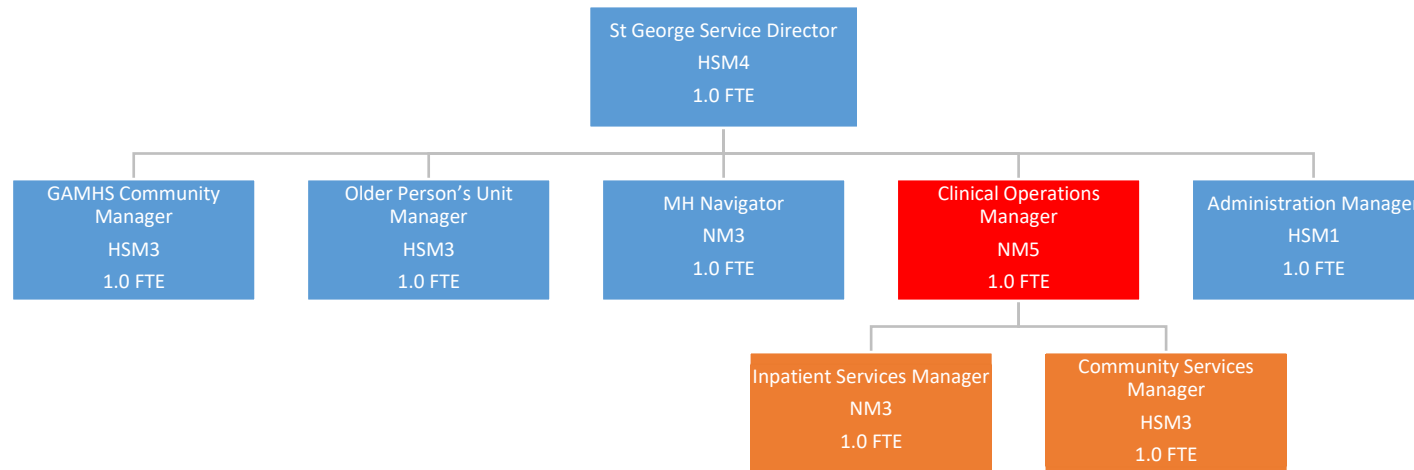 St George Service Director
HSM4
1.0 FTE
GAMHS Community
Manager
HSM3
1.0 FTE
Older Person’s Unit
Manager
HSM3
1.0 FTE
MH Navigator
NM3
1.0 FTE
Clinical Operations
Manager
NM5
1.0 FTE
Administration Manager
HSM1
1.0 FTE
Inpatient Services Manager
NM3
1.0 FTE
Community Services
Manager
HSM3
1.0 FTE